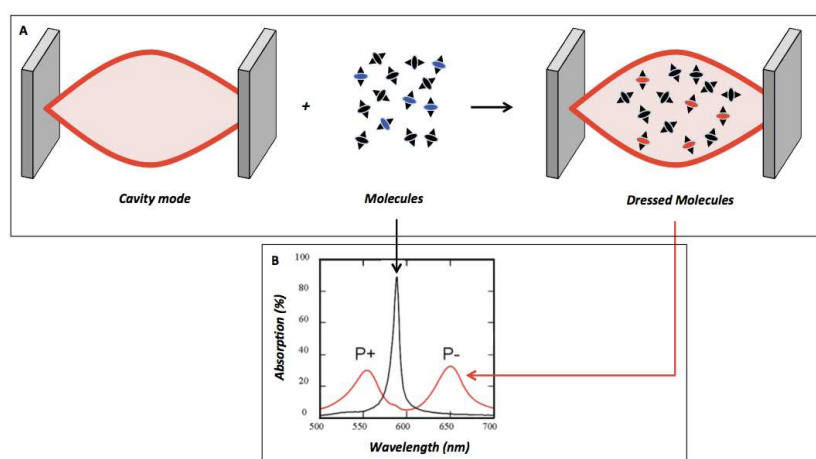 A
+
Cavity mode
Molecules
Dressed Molecules
B
100
80
60
40
20
0
Absorption (%)
P+
P-
500
550
600
650
700
Wavelength (nm)